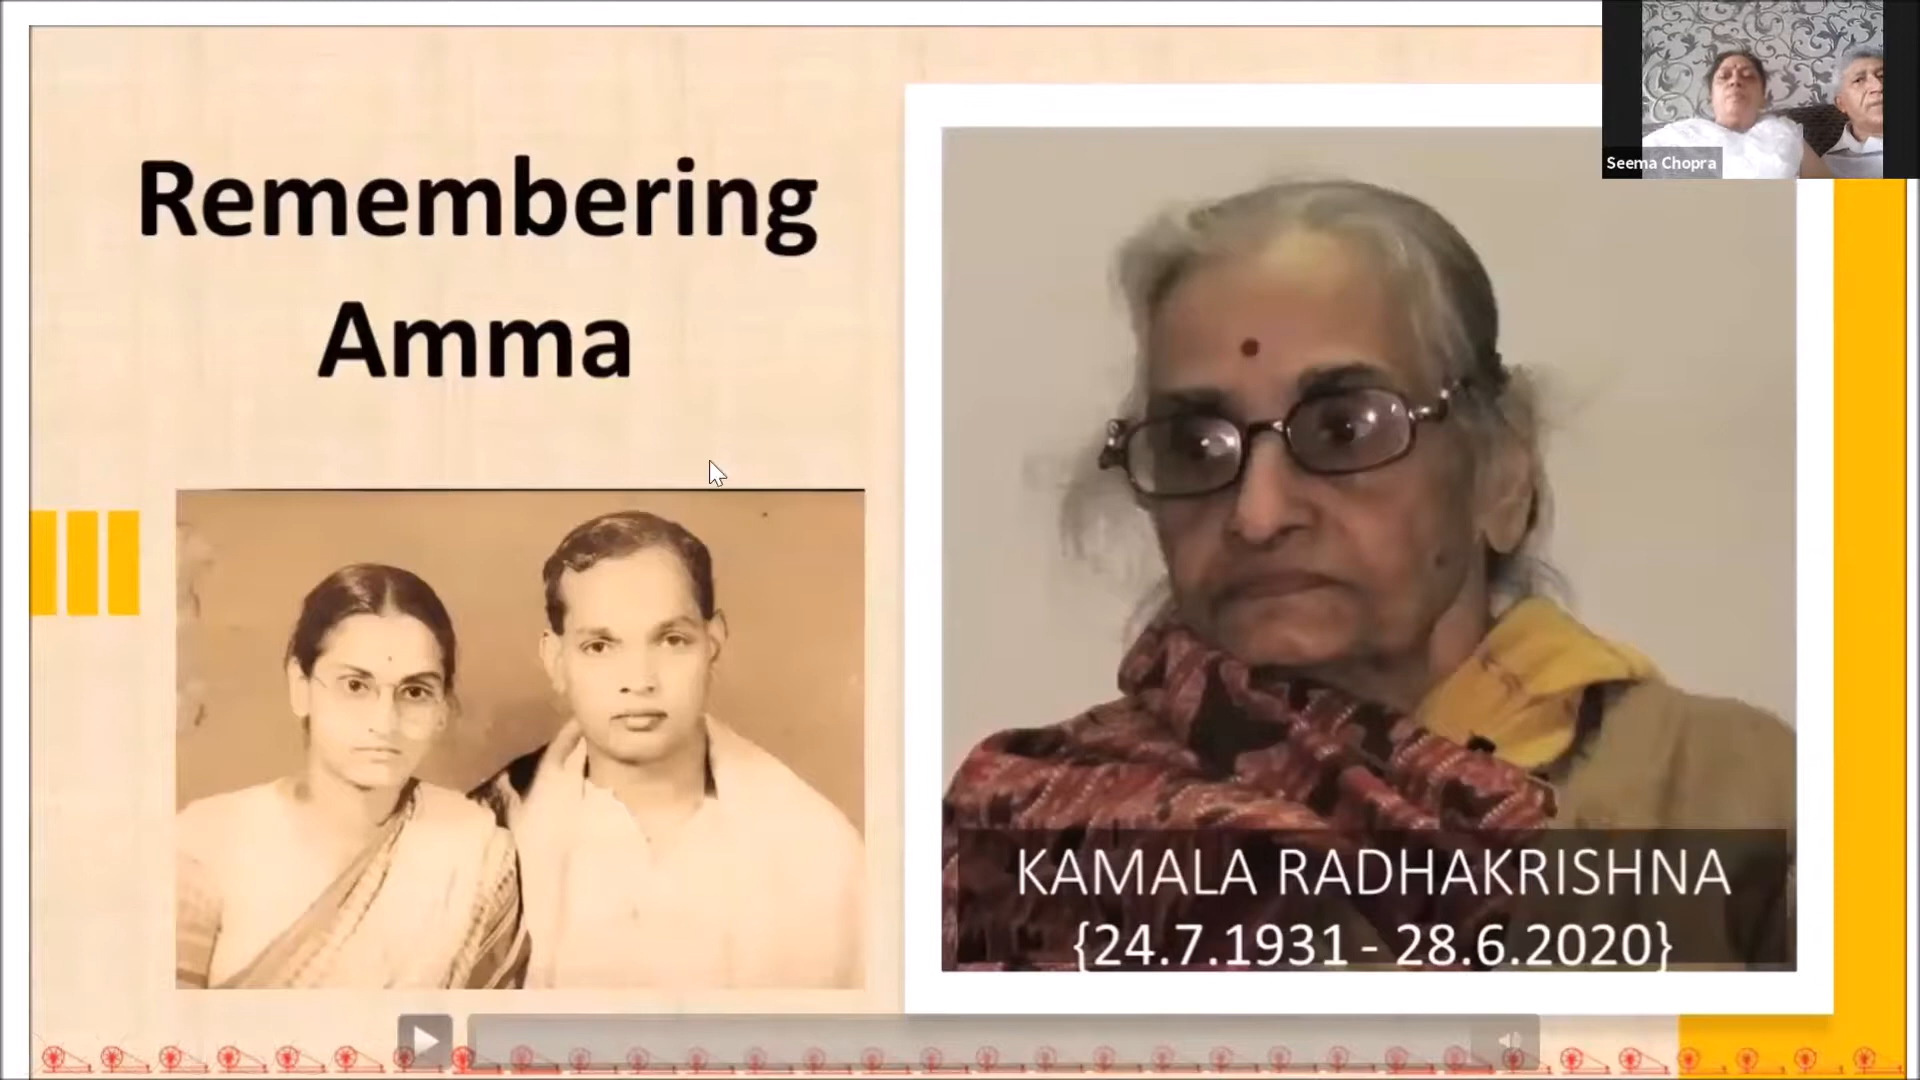 Remembering
Amma
KAMALA RADHAKRISHNA
{24.7.1931 - 28.6.2020}
Seema Chopra